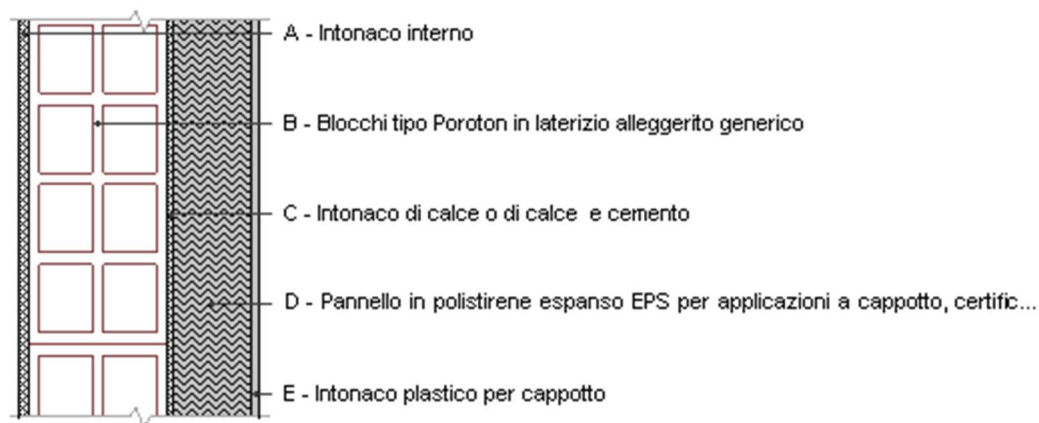 A - Intonaco interno
B - Blocchi tipo Poroton in laterizio alleggerito generico
C - Intonaco di calce o di calce e cemento
D - Pannello in polistirene espanso EPS per applicazioni a cappotto, certific...
E - Intonaco plastico per cappotto